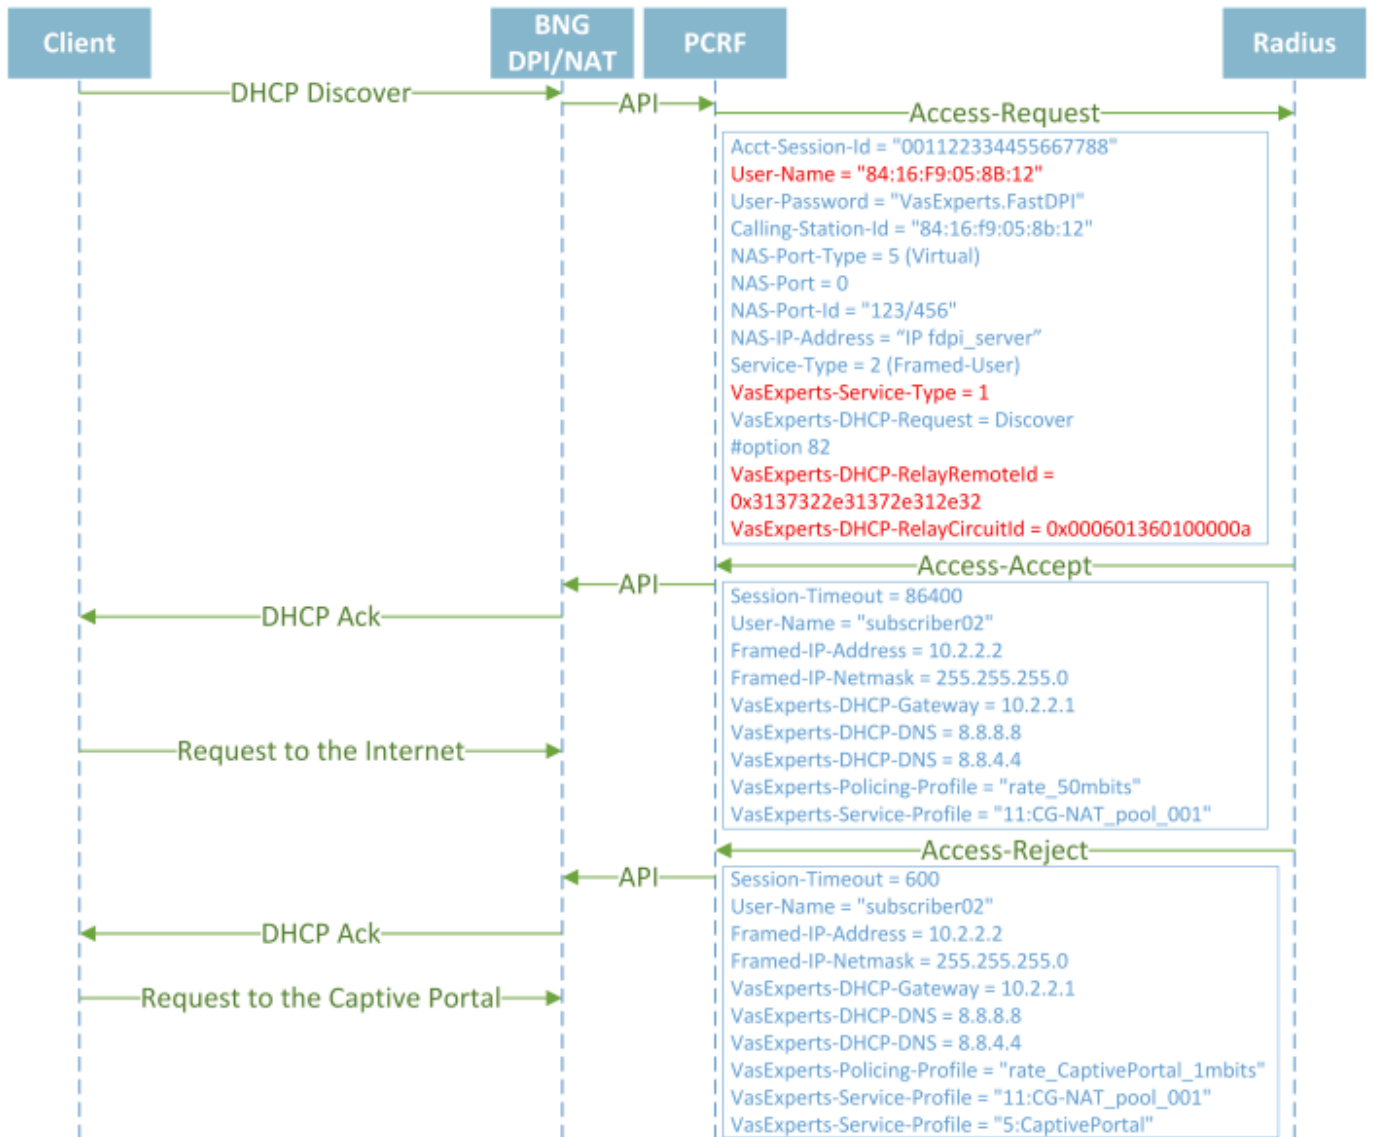 Client
BNG
DPI/NAT
PCRF
Radius
DHCP Discover
API
Access-Request
Acct-Session-Id = "001122334455667788"
User-Name = "84:16:F9:05:8B:12"
User-Password = "VasExperts.FastDPI"
Calling-Station-Id = "84:16:f9:05:8b:12"
NAS-Port-Type = 5 (Virtual)
NAS-Port = 0
NAS-Port-Id = "123/456"
NAS-IP-Address = “IP fdpi_server”
Service-Type = 2 (Framed-User)
VasExperts-Service-Type = 1
VasExperts-DHCP-Request = Discover
#option 82
VasExperts-DHCP-RelayRemoteId =
0x3137322e31372e312e32
VasExperts-DHCP-RelayCircuitId = 0x000601360100000a
Access-Accept
API
DHCP Ack
Session-Timeout = 86400
User-Name = "subscriber02"
Framed-IP-Address = 10.2.2.2
Framed-IP-Netmask = 255.255.255.0
VasExperts-DHCP-Gateway = 10.2.2.1
VasExperts-DHCP-DNS = 8.8.8.8
VasExperts-DHCP-DNS = 8.8.4.4
VasExperts-Policing-Profile = "rate_50mbits"
VasExperts-Service-Profile = "11:CG-NAT_pool_001"
Request to the Internet
Access-Reject
API
DHCP Ack
Session-Timeout = 600
User-Name = "subscriber02"
Framed-IP-Address = 10.2.2.2
Framed-IP-Netmask = 255.255.255.0
VasExperts-DHCP-Gateway = 10.2.2.1
VasExperts-DHCP-DNS = 8.8.8.8
VasExperts-DHCP-DNS = 8.8.4.4
VasExperts-Policing-Profile = "rate_CaptivePortal_1mbits"
VasExperts-Service-Profile = "11:CG-NAT_pool_001"
VasExperts-Service-Profile = "5:CaptivePortal"
Request to the Captive Portal